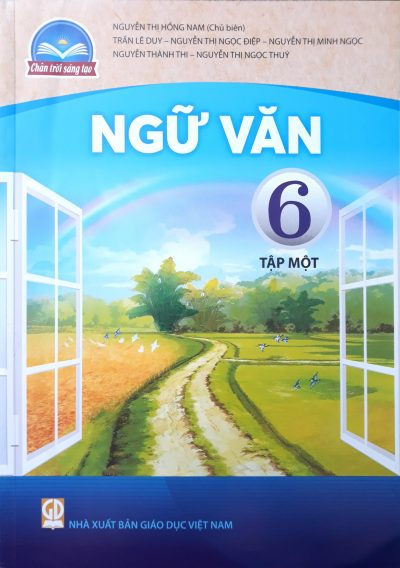 NGUYỄN THỊ HỒNG NAM (Chủ biên)
TRẦN LÊ DUY – NGUYỄN THỊ NGỌC ĐIỆP – NGUYỄN THỊ MINH NGỌC
NGUYỄN THÀNH THI – NGUYỄN THỊ NGỌC THUÝ
Chân trời sáng tạo
NGỮ VĂN
6
TẬP MỘT
GD
NHÀ XUẤT BẢN GIÁO DỤC VIỆT NAM